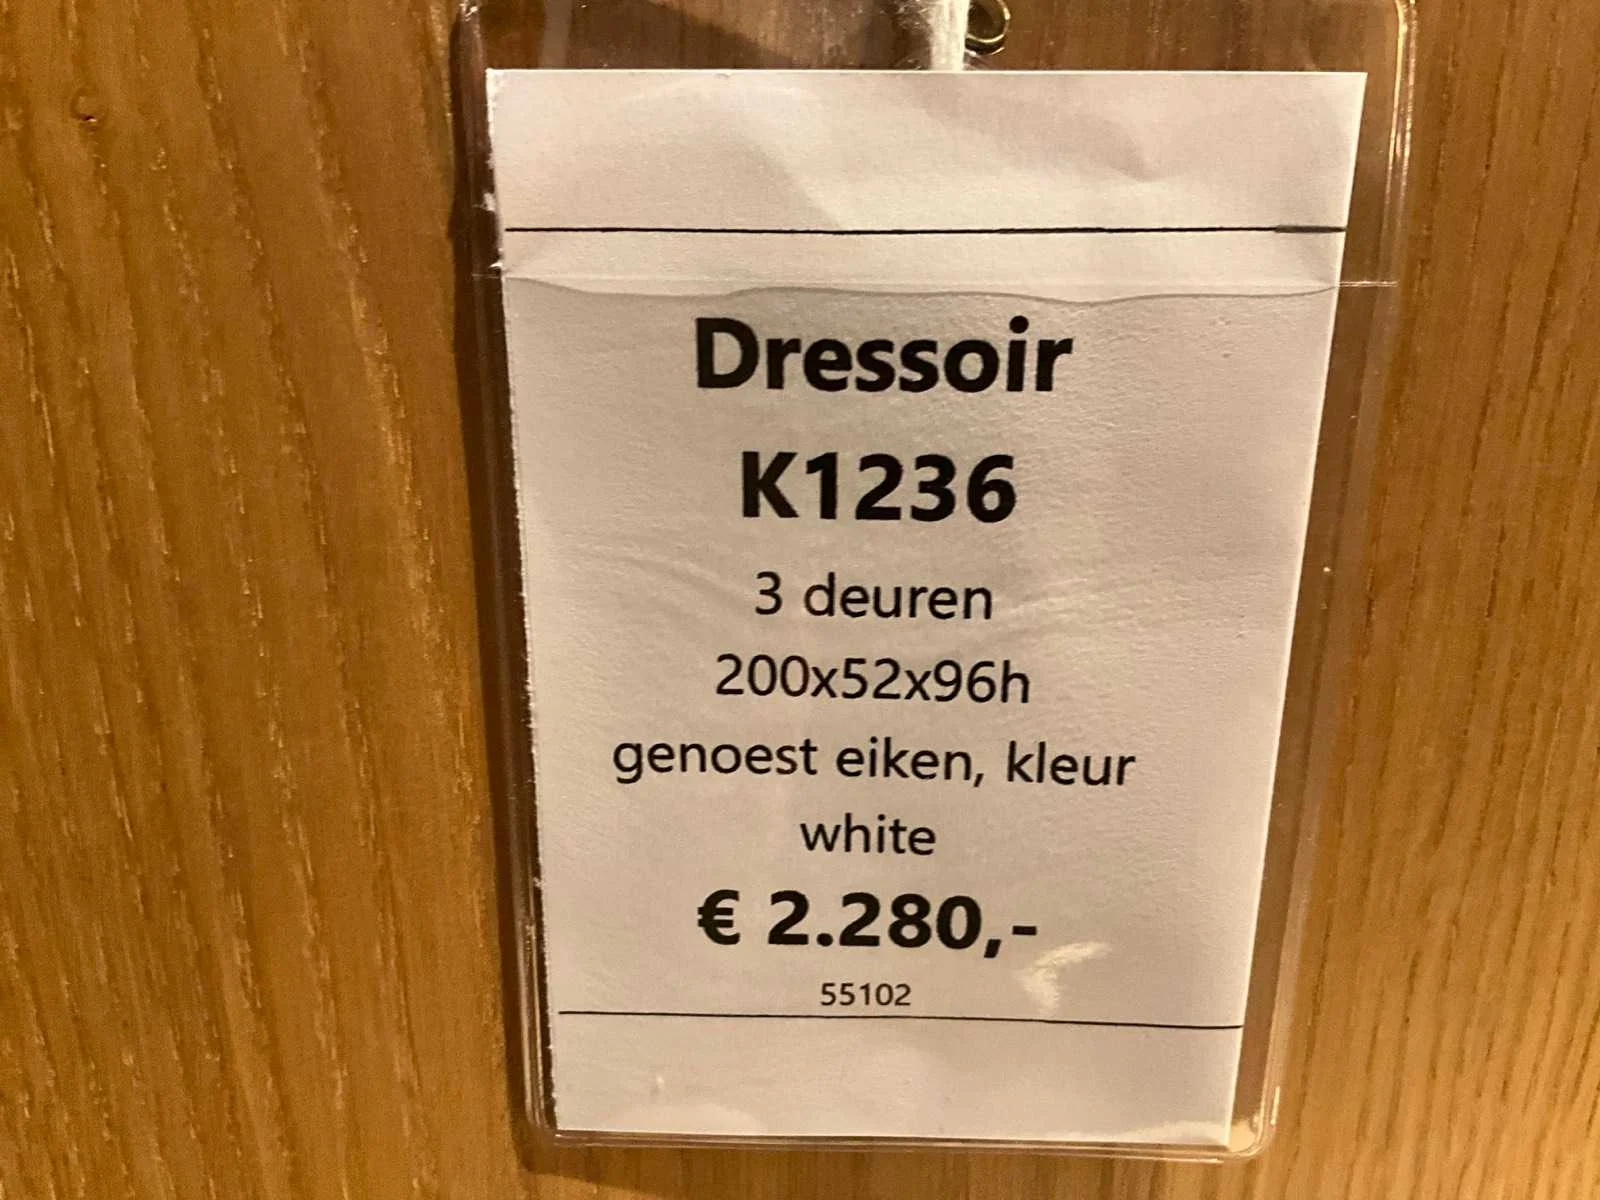 Dressoir
K1236
3 deuren
200x52x96h
genoest eiken, kleur
white
€ 2.280,-
55102